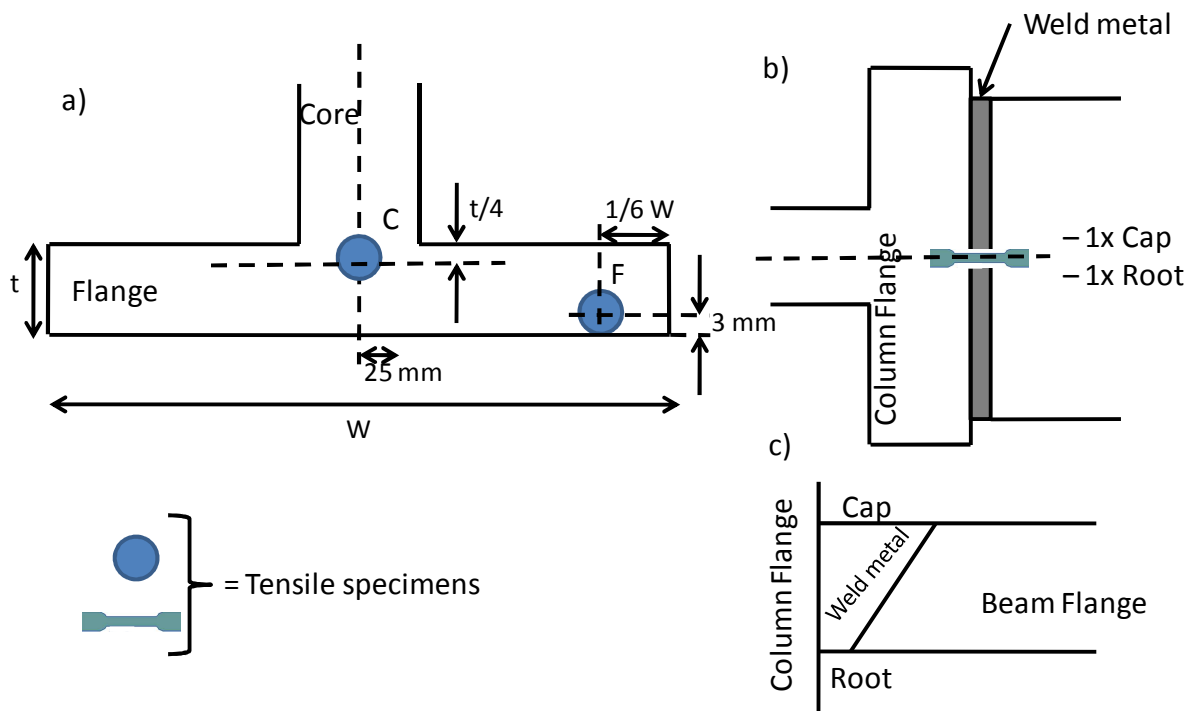 a)
Core
C
t/4
1/6 W
t
Flange
F
3 mm
25 mm
W
= Tensile specimens
Weld metal
b)
– 1x Cap
– 1x Root
Column Flange
c)
Cap
Column Flange
Weld metal
Beam Flange
Root